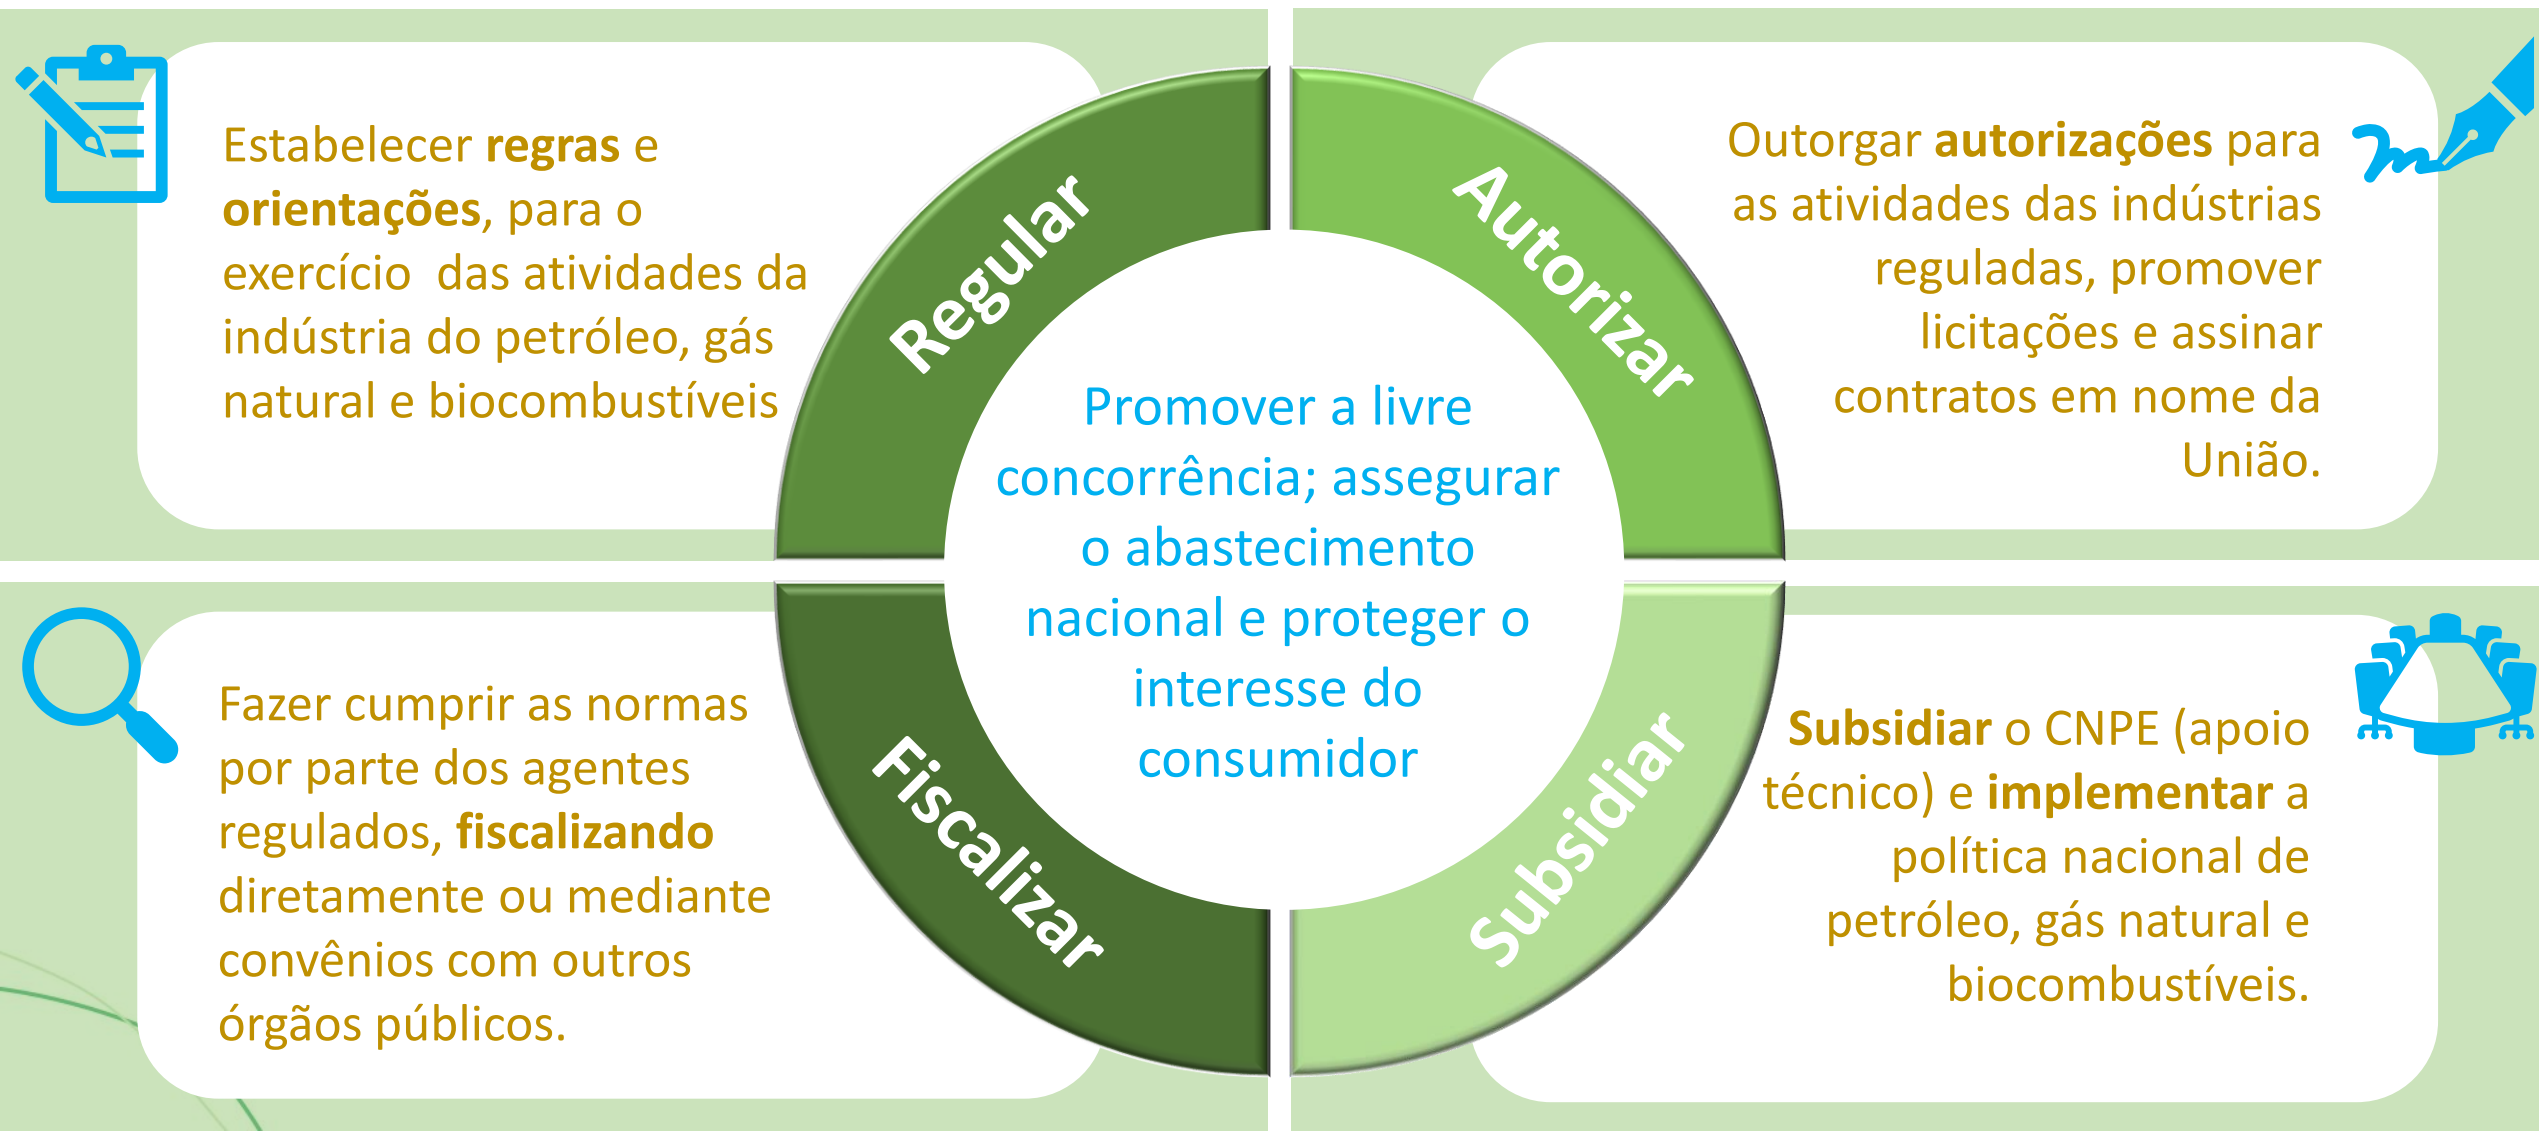 Estabelecer regras e
orientações, para o
exercício  das atividades da
indústria do petróleo, gás
natural e biocombustíveis
Regular
Autorizar
Outorgar autorizações para
as atividades das indústrias
reguladas, promover
licitações e assinar
contratos em nome da
União.
Promover a livre
concorrência; assegurar
o abastecimento
nacional e proteger o
interesse do
consumidor
Fazer cumprir as normas
por parte dos agentes
regulados, fiscalizando
diretamente ou mediante
convênios com outros
órgãos públicos.
Fiscalizar
Subsidiar
Subsidiar o CNPE (apoio
técnico) e implementar a
política nacional de
petróleo, gás natural e
biocombustíveis.